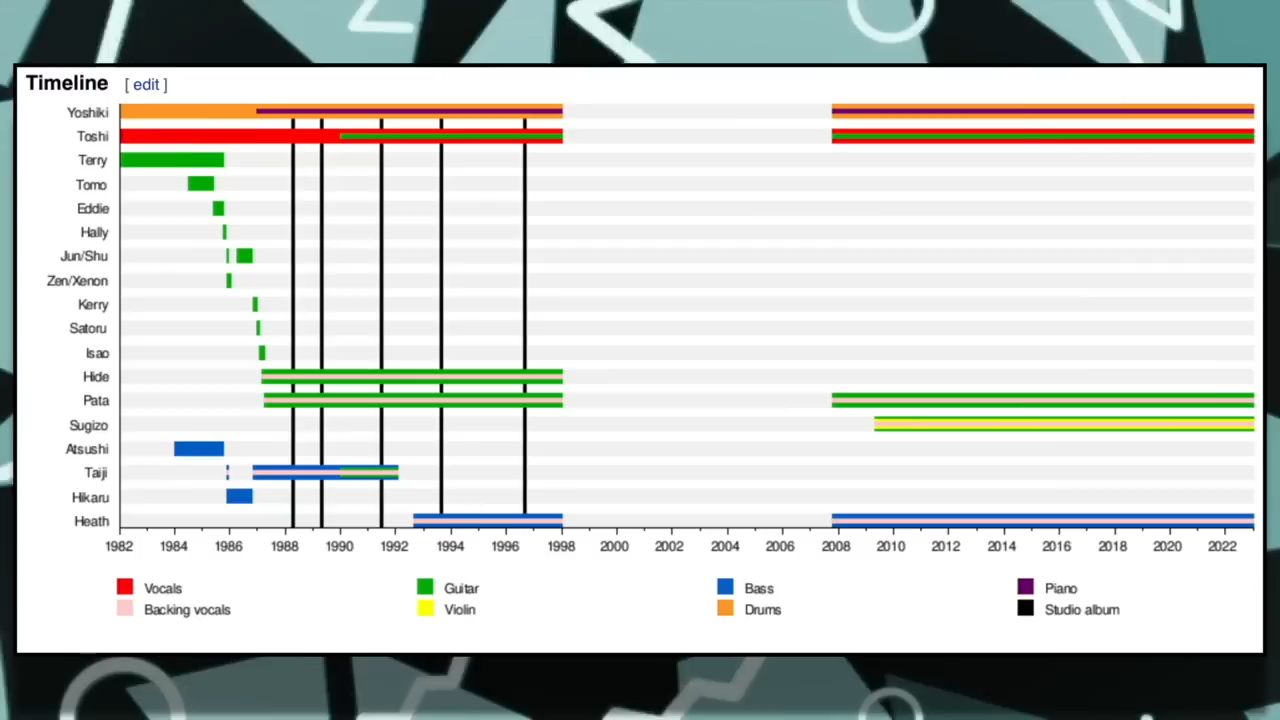 Timeline [ edit ]
Yoshiki
Toshi
Terry
Tomo
Eddie
Hally
Jun/Shu
Zen/Xenon
Kerry
Satoru
Isao
Hide
Pata
Sugizo
Atsushi
Taiji
Hikaru
Heath
1982 1984 1986 1988 1990 1992 1994 1996 1998 2000 2002 2004 2006 2008 2010 2012 2014 2016 2018 2020 2022
Vocals Guitar Bass Piano
Backing vocals Violin Drums Studio album